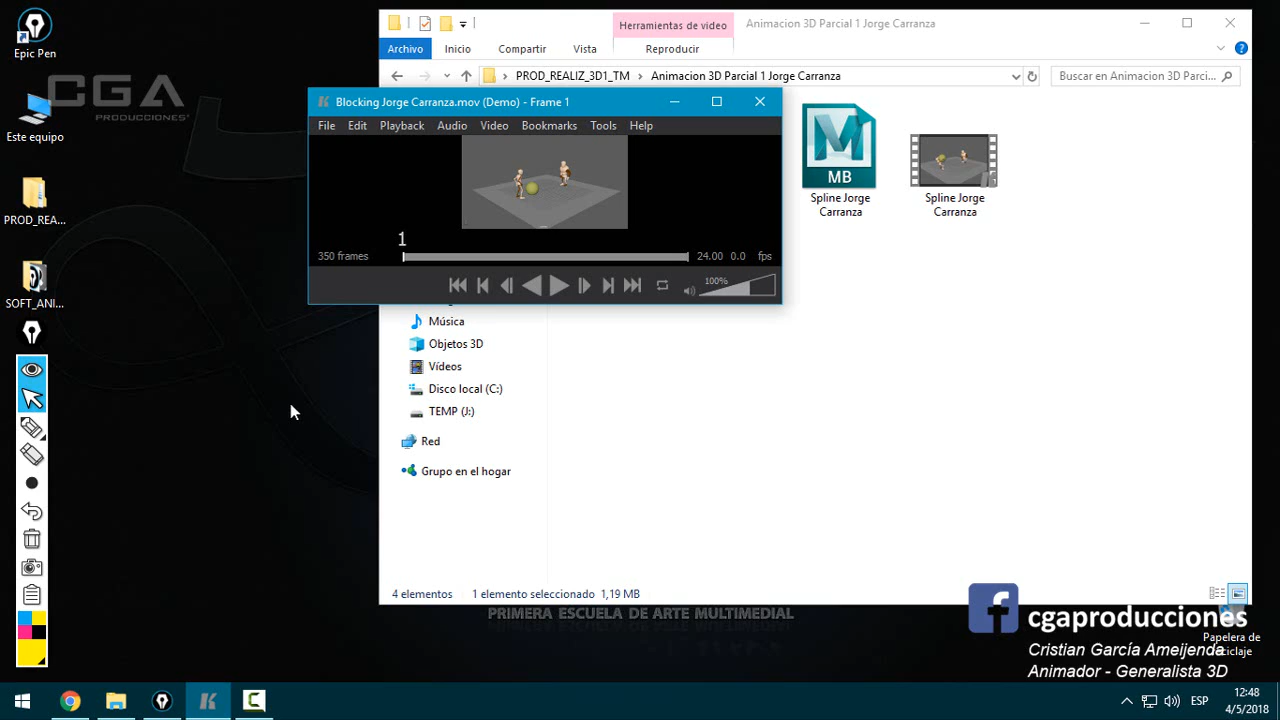 Epic Pen
CGA
PRODUCCIONES
Este equipo
PROD_REA...
SOFT_ANI...
Herramientas de video
Animacion 3D Parcial 1 Jorge Carranza
Archivo
Inicio
Compartir
Vista
Reproducir
PROD_REALIZ_3D1_TM
Animacion 3D Parcial 1 Jorge Carranza
Buscar en Animacion 3D Parci...
Blocking Jorge Carranza.mov (Demo) - Frame 1
File Edit Playback Audio Video Bookmarks Tools Help
1
350 frames
24.00 0.0 fps
100%
MB
Spline Jorge
Carranza
Spline Jorge
Carranza
Música
Objetos 3D
Vídeos
Disco local (C:)
TEMP (J:)
Red
Grupo en el hogar
4 elementos
1 elemento seleccionado 1,19 MB
PRIMERA ESCUELA DE ARTE MULTIMEDIAL
cgaproducciones
Cristian García Ameijenda
Animador - Generalista 3D
Papelera de
ESP
12:48
4/5/2018